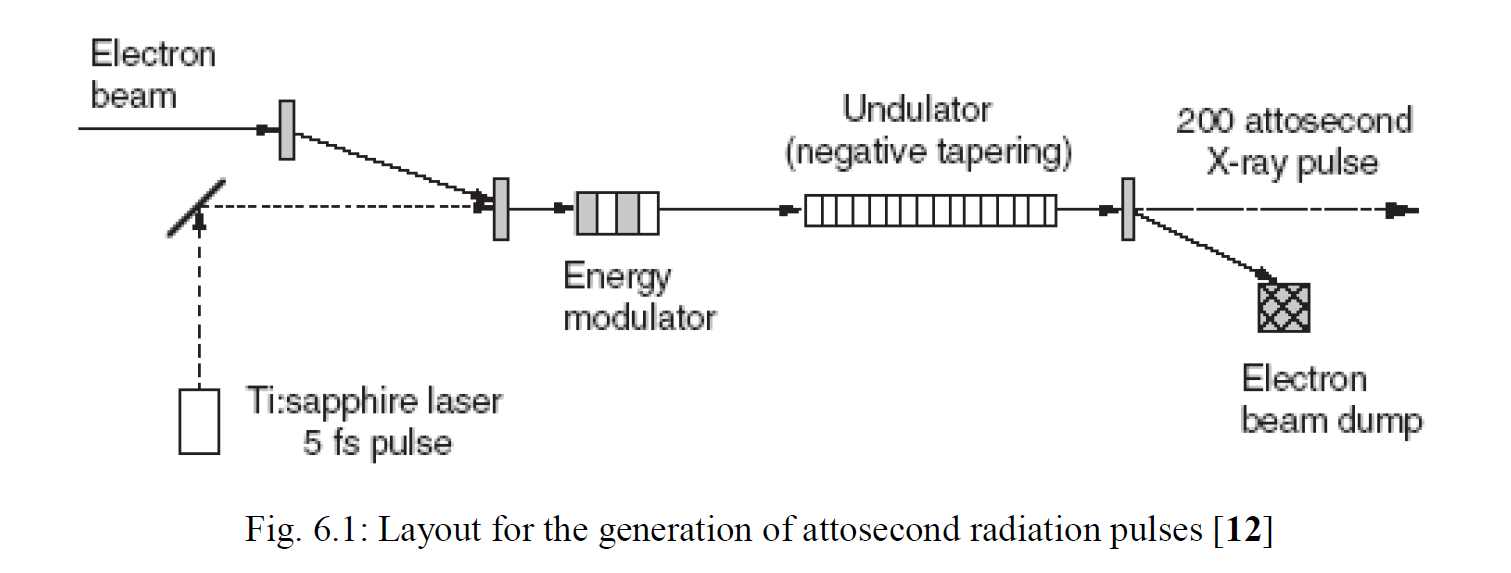 Electron
beam
Undulator
(negative tapering)
200 attosecond
X-ray pulse
Energy
modulator
Ti:sapphire laser
5 fs pulse
Electron
beam dump
Fig. 6.1: Layout for the generation of attosecond radiation pulses [12]